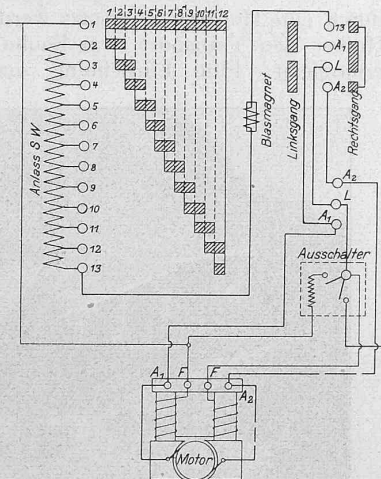 1 2 3 4 5 6 7 8 9 10 11 12
1
2
3
4
5
6
7
8
9
10
11
12
13
Anlass S W
Blasmagnet
Linksgang
13
A1
L
A2
Rechtsgang
A2
L
A1
Ausschalter
A1 F F A2
Motor